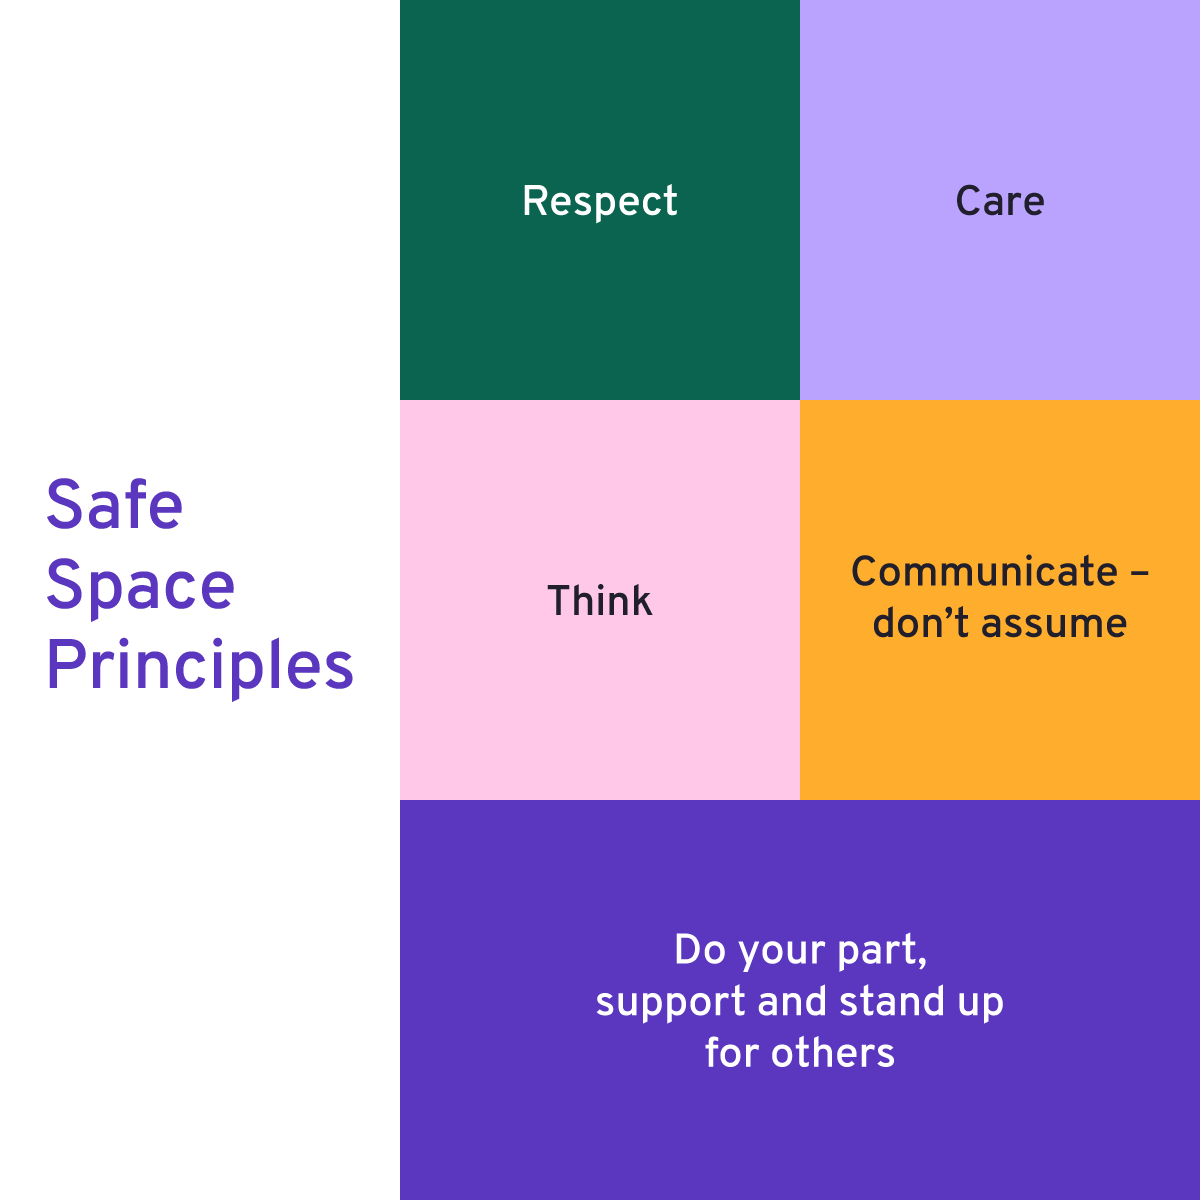 Safe
Space
Principles
Respect
Care
Think
Communicate –
don’t assume
Do your part,
support and stand up
for others